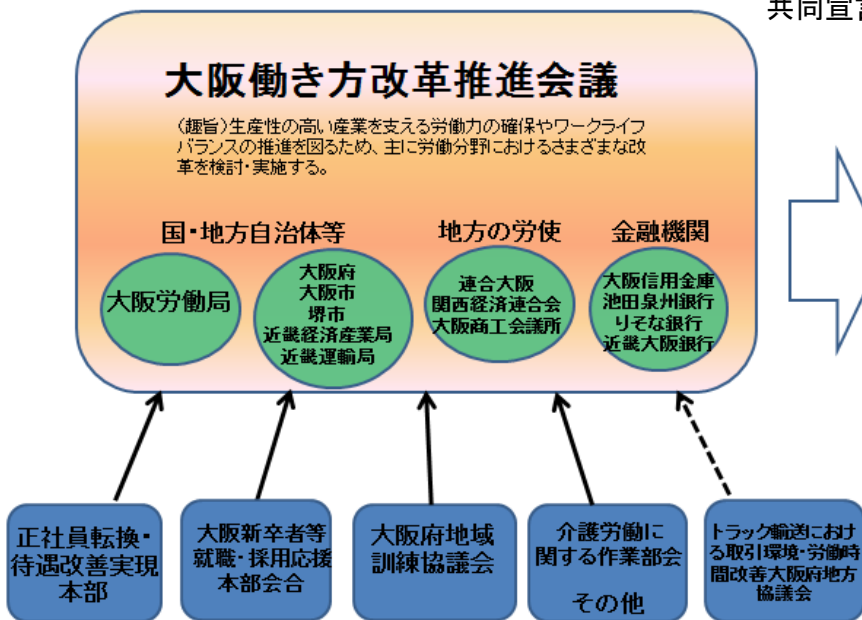 共同宣言
大阪働き方改革推進会議
(趣旨)生産性の高い産業を支える労働力の確保やワークライフ
バランスの推進を図るため、主に労働分野におけるさまざまな改
革を検討・実施する。
国・地方自治体等
地方の労使
金融機関
大阪労働局
大阪府
大阪市
堺市
近畿経済産業局
近畿運輸局
連合大阪
関西経済連合会
大阪商工会議所
大阪信用金庫
池田泉州銀行
りそな銀行
近畿大阪銀行
正社員転換・
待遇改善実現
本部
大阪新卒者等
就職・採用応援
本部会合
大阪府地域
訓練協議会
介護労働に
関する作業部会
その他
トラック輸送におけ
る取引環境・労働時
間改善大阪府地方
協議会